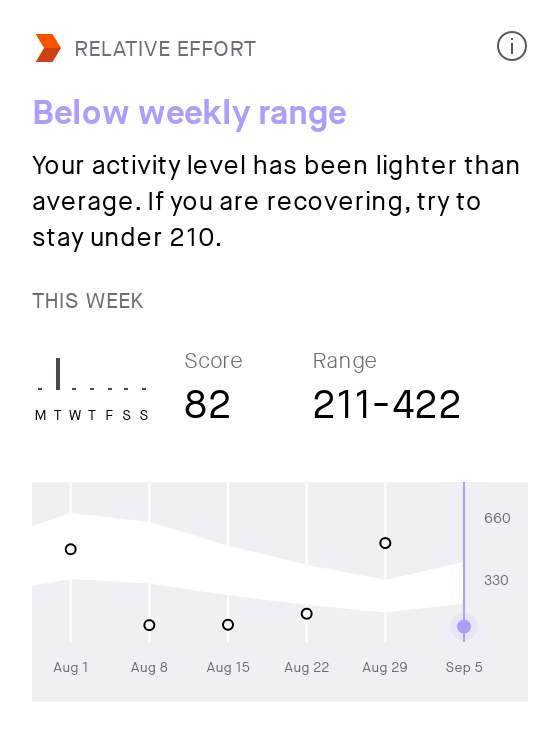 RELATIVE EFFORT
Below weekly range
Your activity level has been lighter than
average. If you are recovering, try to
stay under 210.
THIS WEEK
Score
Range
82
211-422
M T W T F S S
660
330
Aug 1
Aug 8
Aug 15
Aug 22
Aug 29
Sep 5